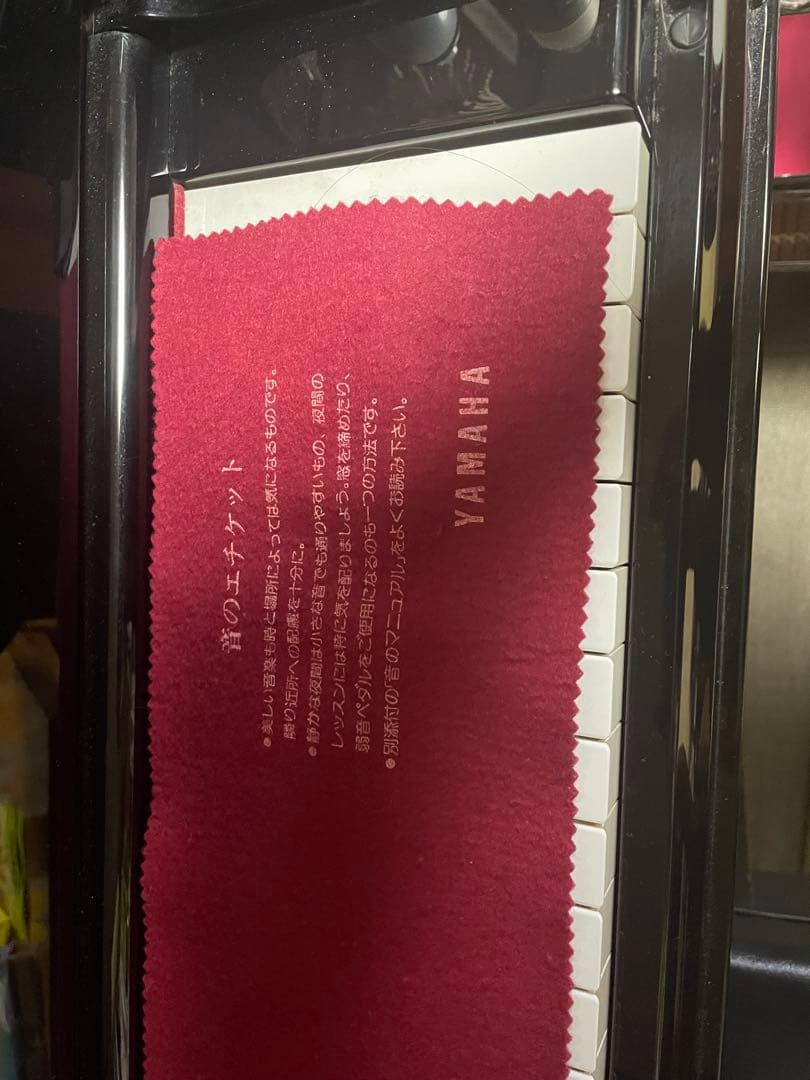 音のエチケット
●美しい音楽も時と場所によっては気になるものです。
隣り近所への配慮を十分に。
●静かな夜間は小さな音でも通りやすいもの、夜間の
レッスンには特に気を配りましょう。窓を締めたり、
弱音ペダルをご使用になるのも一つの方法です。
●別添付の「音のマニュアル」をよくお読み下さい。
YAMAHA